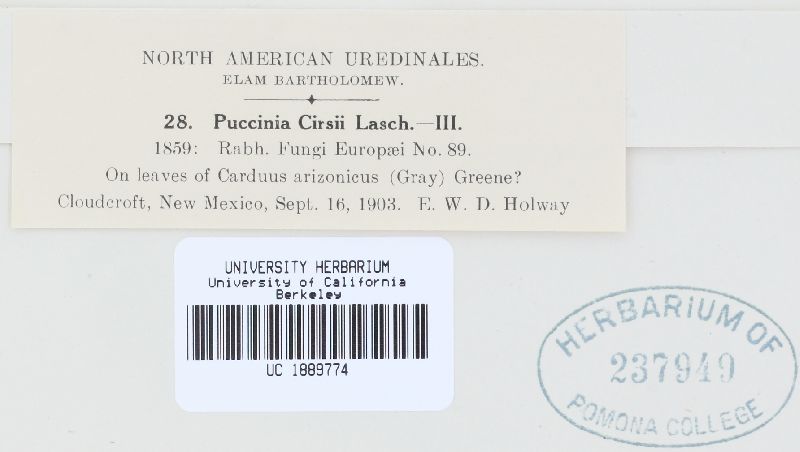 NORTH AMERICAN UREDINALES.
ELAM BARTHOLOMEW.
28. Puccinia Cirsii Lasch.—III.
1859: Rabh. Fungi Europæi No. 89.
On leaves of Carduus arizonicus (Gray) Greene?
Cloudcroft, New Mexico, Sept. 16, 1903. E. W. D. Holway
UNIVERSITY HERBARIUM
University of California
Berkeley
UC 1889774
HERBARIUM OF
237949
POMONA COLLEGE